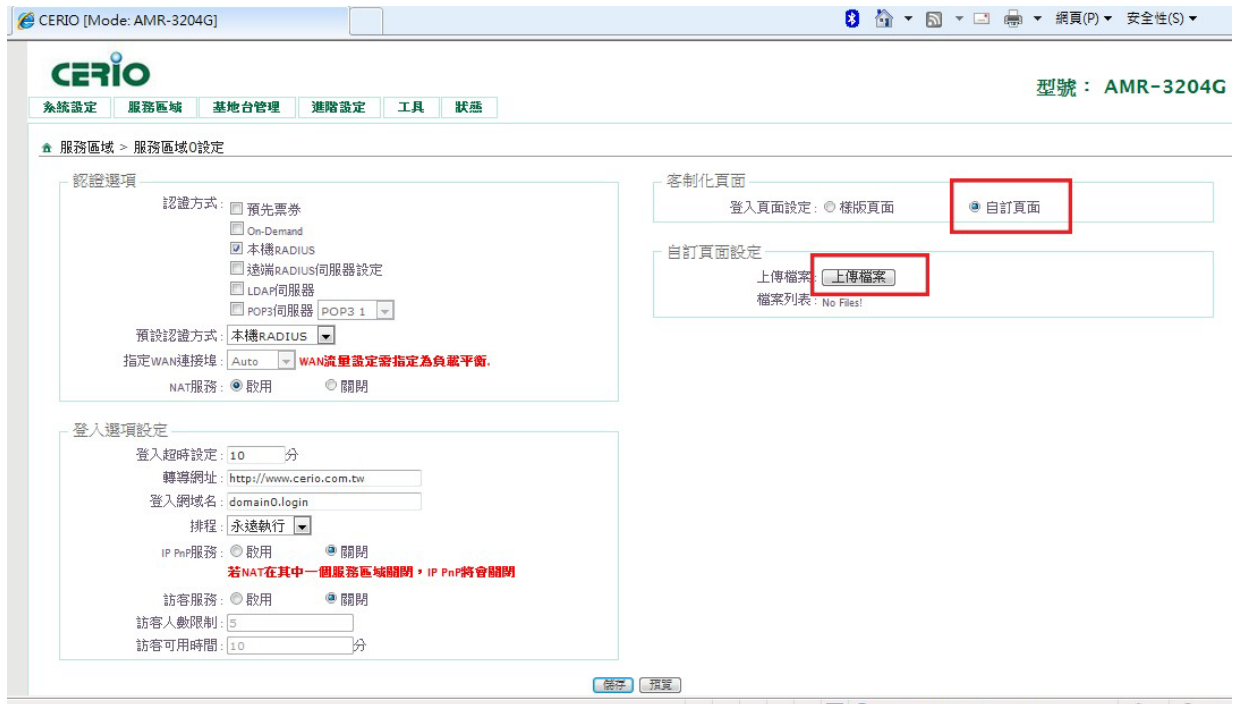 CERIO [Mode: AMR-3204G]
網頁(P) 安全性(S)
CERIO
型號： AMR-3204G
系統設定 服務區域 基地台管理 進階設定 工具 狀態
服務區域 > 服務區域0設定
認證選項
認證方式:
預先票券
On-Demand
本機RADIUS
遠端RADIUS伺服器設定
LDAP伺服器
POP3伺服器 POP3 1
預設認證方式: 本機RADIUS
指定WAN連接埠: Auto WAN流量設定需指定為負載平衡.
NAT服務: 啟用 關閉
登入選項設定
登入超時設定: 10 分
轉導網址: http://www.cerio.com.tw
登入網域名: domain0.login
排程: 永遠執行
IP PnP服務: 啟用 關閉
若NAT在其中一個服務區域關閉，IP PnP將會關閉
訪客服務: 啟用 關閉
訪客人數限制: 5
訪客可用時間: 10 分
客制化頁面
登入頁面設定: 樣版頁面 自訂頁面
自訂頁面設定
上傳檔案: 上傳檔案
檔案列表: No Files!
儲存 預覽